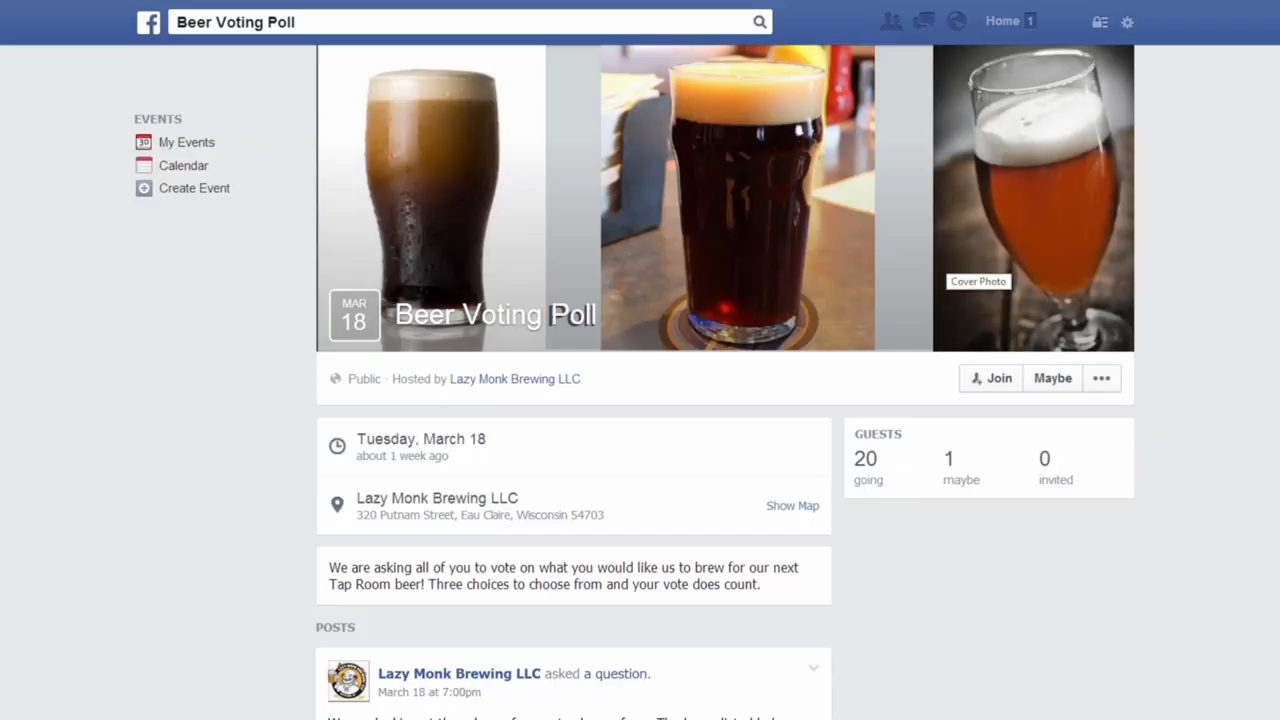 Beer Voting Poll
Home 1
EVENTS
30 My Events
Calendar
Create Event
Cover Photo
MAR
18
Beer Voting Poll
Public · Hosted by Lazy Monk Brewing LLC
Join
Maybe
Tuesday, March 18
about 1 week ago
Lazy Monk Brewing LLC
320 Putnam Street, Eau Claire, Wisconsin 54703
Show Map
GUESTS
20 1 0
going maybe invited
We are asking all of you to vote on what you would like us to brew for our next
Tap Room beer! Three choices to choose from and your vote does count.
POSTS
Lazy Monk Brewing LLC asked a question.
March 18 at 7:00pm